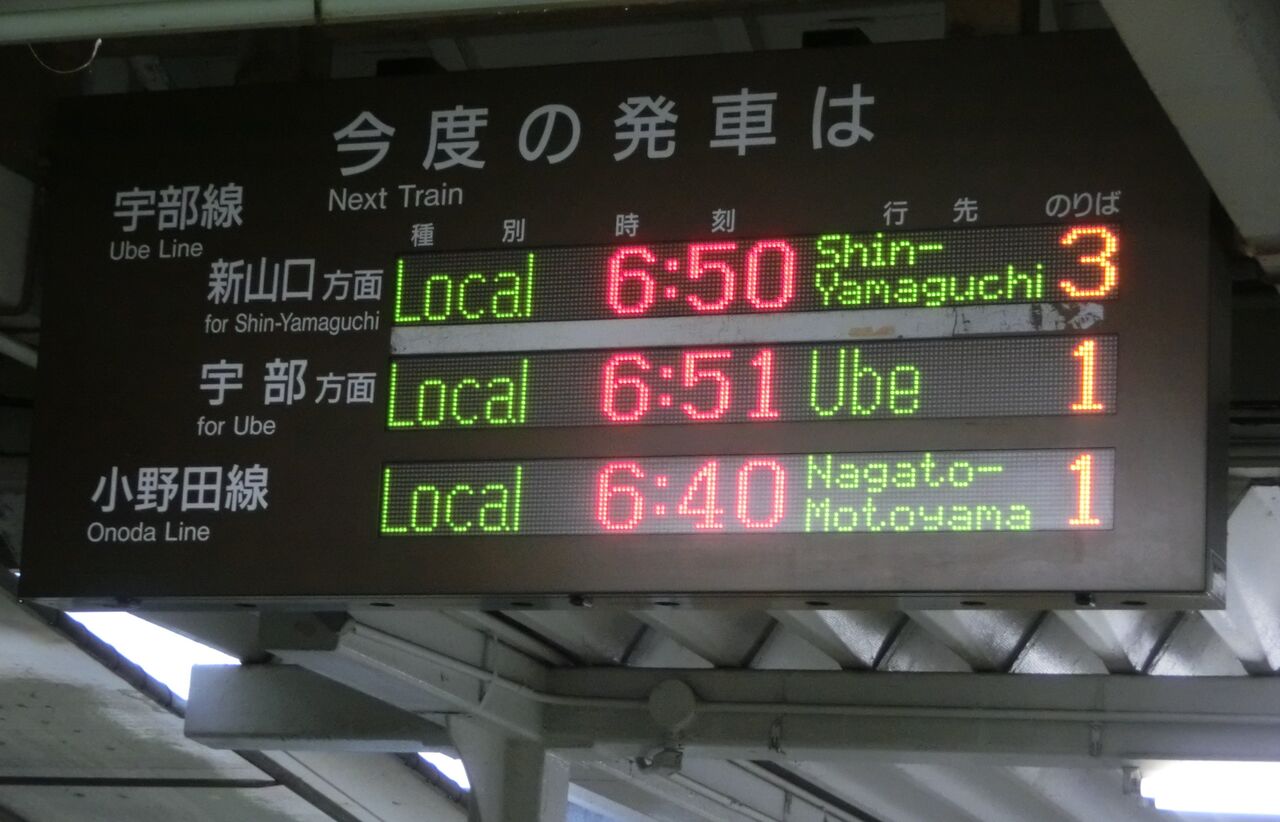 今度の発車は
Next Train
宇部線
Ube Line
種別 時刻 行先 のりば
新山口方面 Local 6:50 Shin-Yamaguchi 3
for Shin-Yamaguchi
宇部方面 Local 6:51 Ube 1
for Ube
小野田線 Local 6:40 Nagato-Motoyama 1
Onoda Line